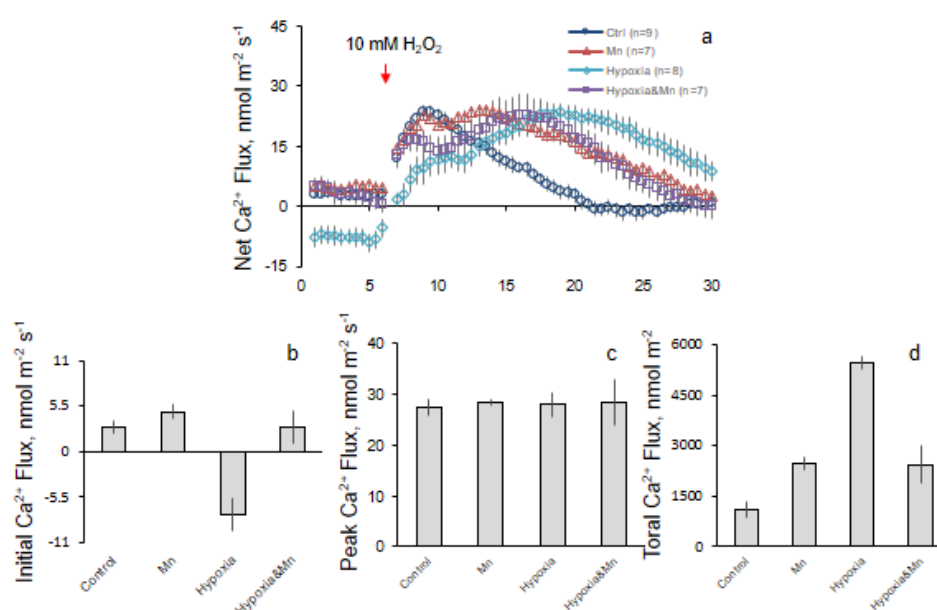 45
30
15
0
-15
Net Ca²⁺ Flux, nmol m⁻² s⁻¹
10 mM H₂O₂
Ctrl (n=9)
Mn (n=7)
Hypoxia (n=8)
Hypoxia&Mn (n=7)
a
0 5 10 15 20 25 30
Initial Ca²⁺ Flux, nmol m⁻² s⁻¹
11
5.5
0
-5.5
-11
b
Control Mn Hypoxia Hypoxia&Mn
Peak Ca²⁺ Flux, nmol m⁻² s⁻¹
40
30
20
10
0
c
Control Mn Hypoxia Hypoxia&Mn
Toral Ca²⁺ Flux, nmol m⁻²
6000
4500
3000
1500
0
d
Control Mn Hypoxia Hypoxia&Mn